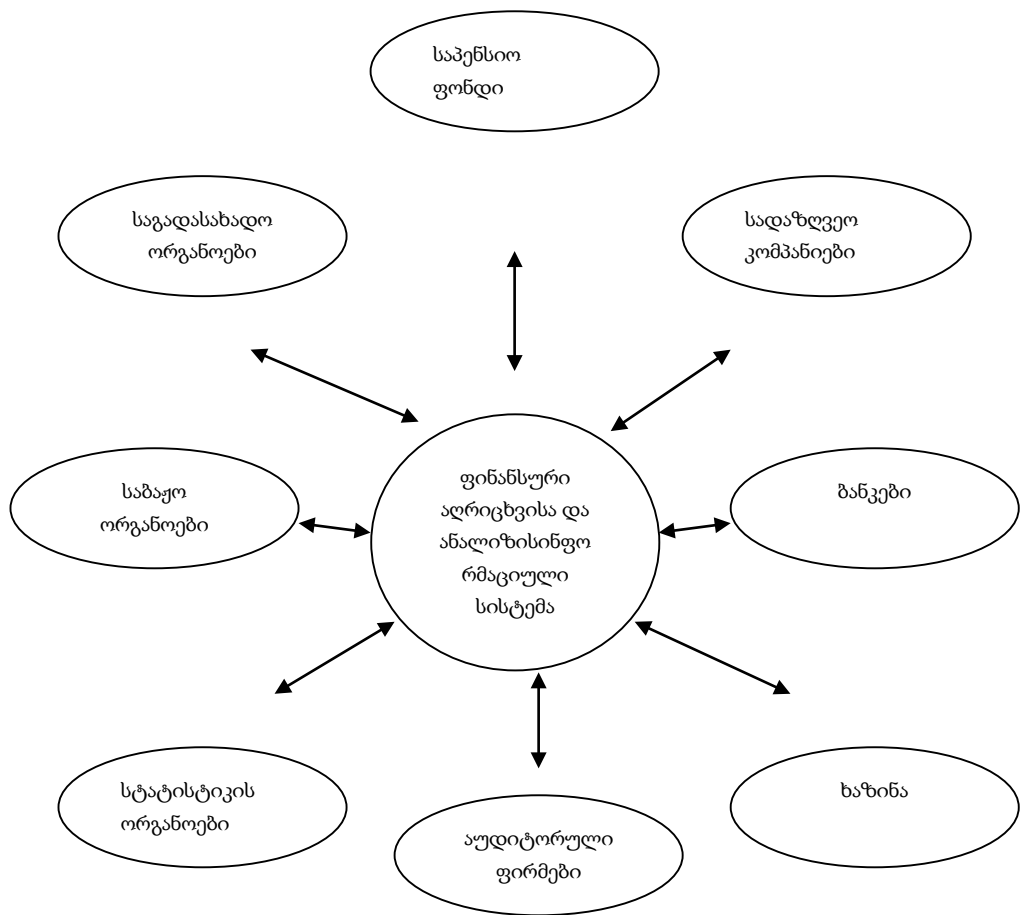 საპენსიო
ფონდი
საგადასახადო
ორგანოები
სადაზღვეო
კომპანიები
საბაჟო
ორგანოები
ფინანსური
აღრიცხვისა და
ანალიზისინფო
რმაციული
სისტემა
ბანკები
სტატისტიკის
ორგანოები
აუდიტორული
ფირმები
ხაზინა